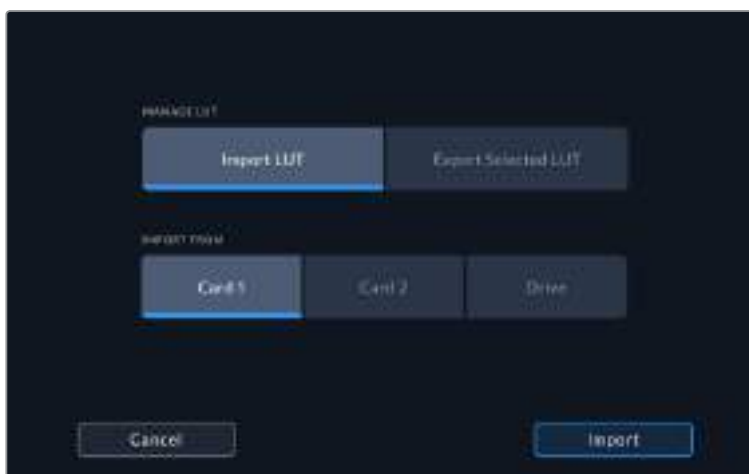 MANAGE LUT
Import LUT Export Selected LUT
IMPORT FROM
Card 1 Card 2 Drive
Cancel Import